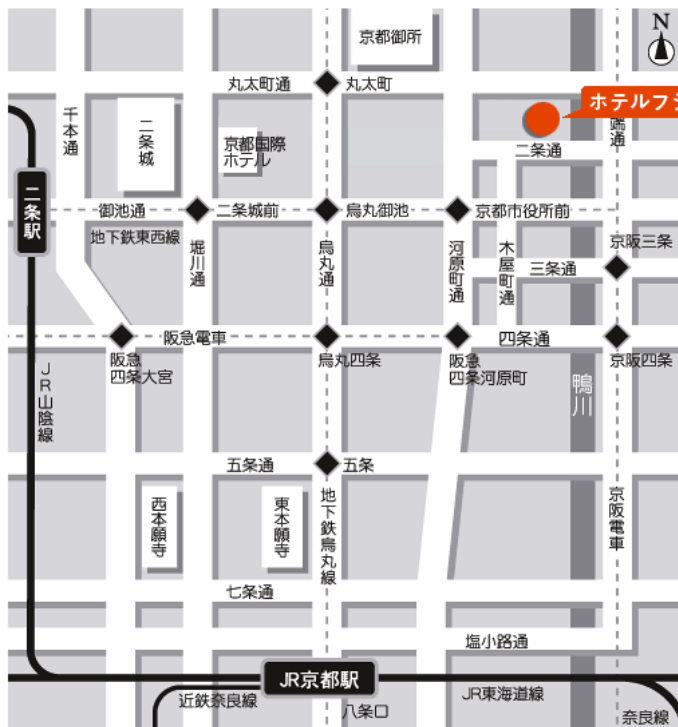 京都御所
N
丸太町通
丸太町
ホテルフジ
端通
千本通
二条城
京都国際
ホテル
二条通
二条駅
御池通
二条城前
烏丸御池
京都市役所前
地下鉄東西線
堀川通
烏丸通
河原町通
木屋町通
京阪三条
三条通
阪急電車
四条通
阪急
四条大宮
烏丸四条
阪急
四条河原町
京阪四条
JR山陰線
鴨川
五条通
五条
西本願寺
東本願寺
地下鉄烏丸線
京阪電車
七条通
塩小路通
JR京都駅
近鉄奈良線
八条口
JR東海道線
奈良線